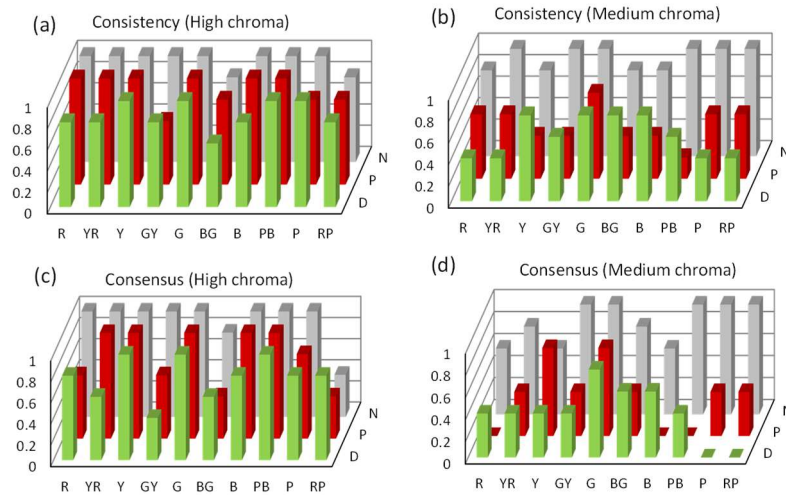 (a) Consistency (High chroma)
1
0.8
0.6
0.4
0.2
0
N
P
D
R YR Y GY G BG B PB P RP
(b) Consistency (Medium chroma)
1
0.8
0.6
0.4
0.2
0
N
P
D
R YR Y GY G BG B PB P RP
(c) Consensus (High chroma)
1
0.8
0.6
0.4
0.2
0
N
P
D
R YR Y GY G BG B PB P RP
(d) Consensus (Medium chroma)
1
0.8
0.6
0.4
0.2
0
N
P
D
R YR Y GY G BG B PB P RP